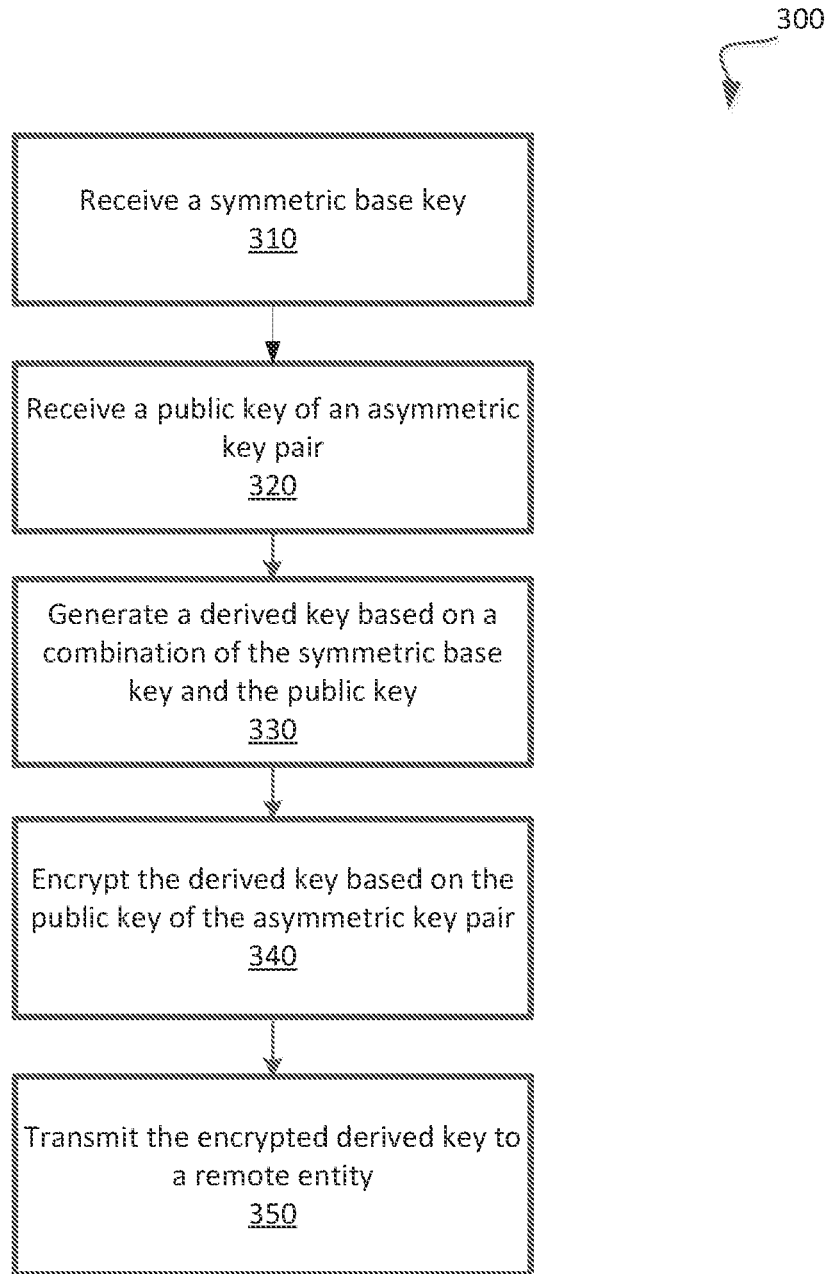 300
Receive a symmetric base key
310
Receive a public key of an asymmetric
key pair
320
Generate a derived key based on a
combination of the symmetric base
key and the public key
330
Encrypt the derived key based on the
public key of the asymmetric key pair
340
Transmit the encrypted derived key to
a remote entity
350